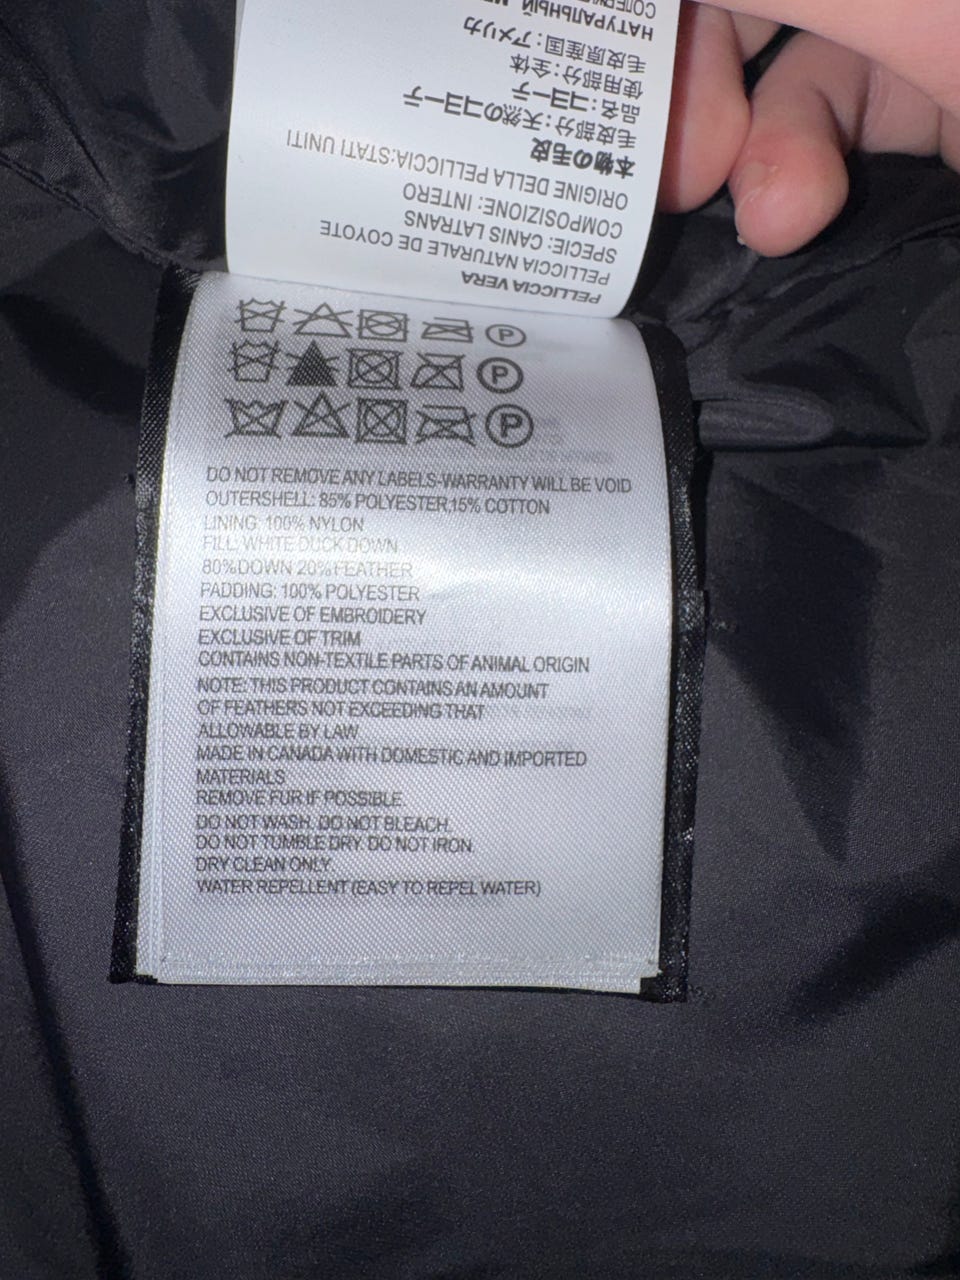 НАТУРАЛЬНЫЙ
毛皮原産国：アメリカ
使用部分：全体
品名：コヨーテ
毛皮部分：天然のコヨーテ
本物の毛皮
ORIGINE DELLA PELLICCIA:STATI UNITI
COMPOSIZIONE: INTERO
SPECIE: CANIS LATRANS
PELLICCIA NATURALE DE COYOTE
PELLICCIA VERA
P
P
P
DO NOT REMOVE ANY LABELS-WARRANTY WILL BE VOID
OUTERSHELL: 85% POLYESTER,15% COTTON
LINING: 100% NYLON
FILL: WHITE DUCK DOWN
80%DOWN 20%FEATHER
PADDING: 100% POLYESTER
EXCLUSIVE OF EMBROIDERY
EXCLUSIVE OF TRIM
CONTAINS NON-TEXTILE PARTS OF ANIMAL ORIGIN
NOTE: THIS PRODUCT CONTAINS AN AMOUNT
OF FEATHERS NOT EXCEEDING THAT
ALLOWABLE BY LAW
MADE IN CANADA WITH DOMESTIC AND IMPORTED
MATERIALS
REMOVE FUR IF POSSIBLE.
DO NOT WASH. DO NOT BLEACH.
DO NOT TUMBLE DRY. DO NOT IRON.
DRY CLEAN ONLY.
WATER REPELLENT (EASY TO REPEL WATER)